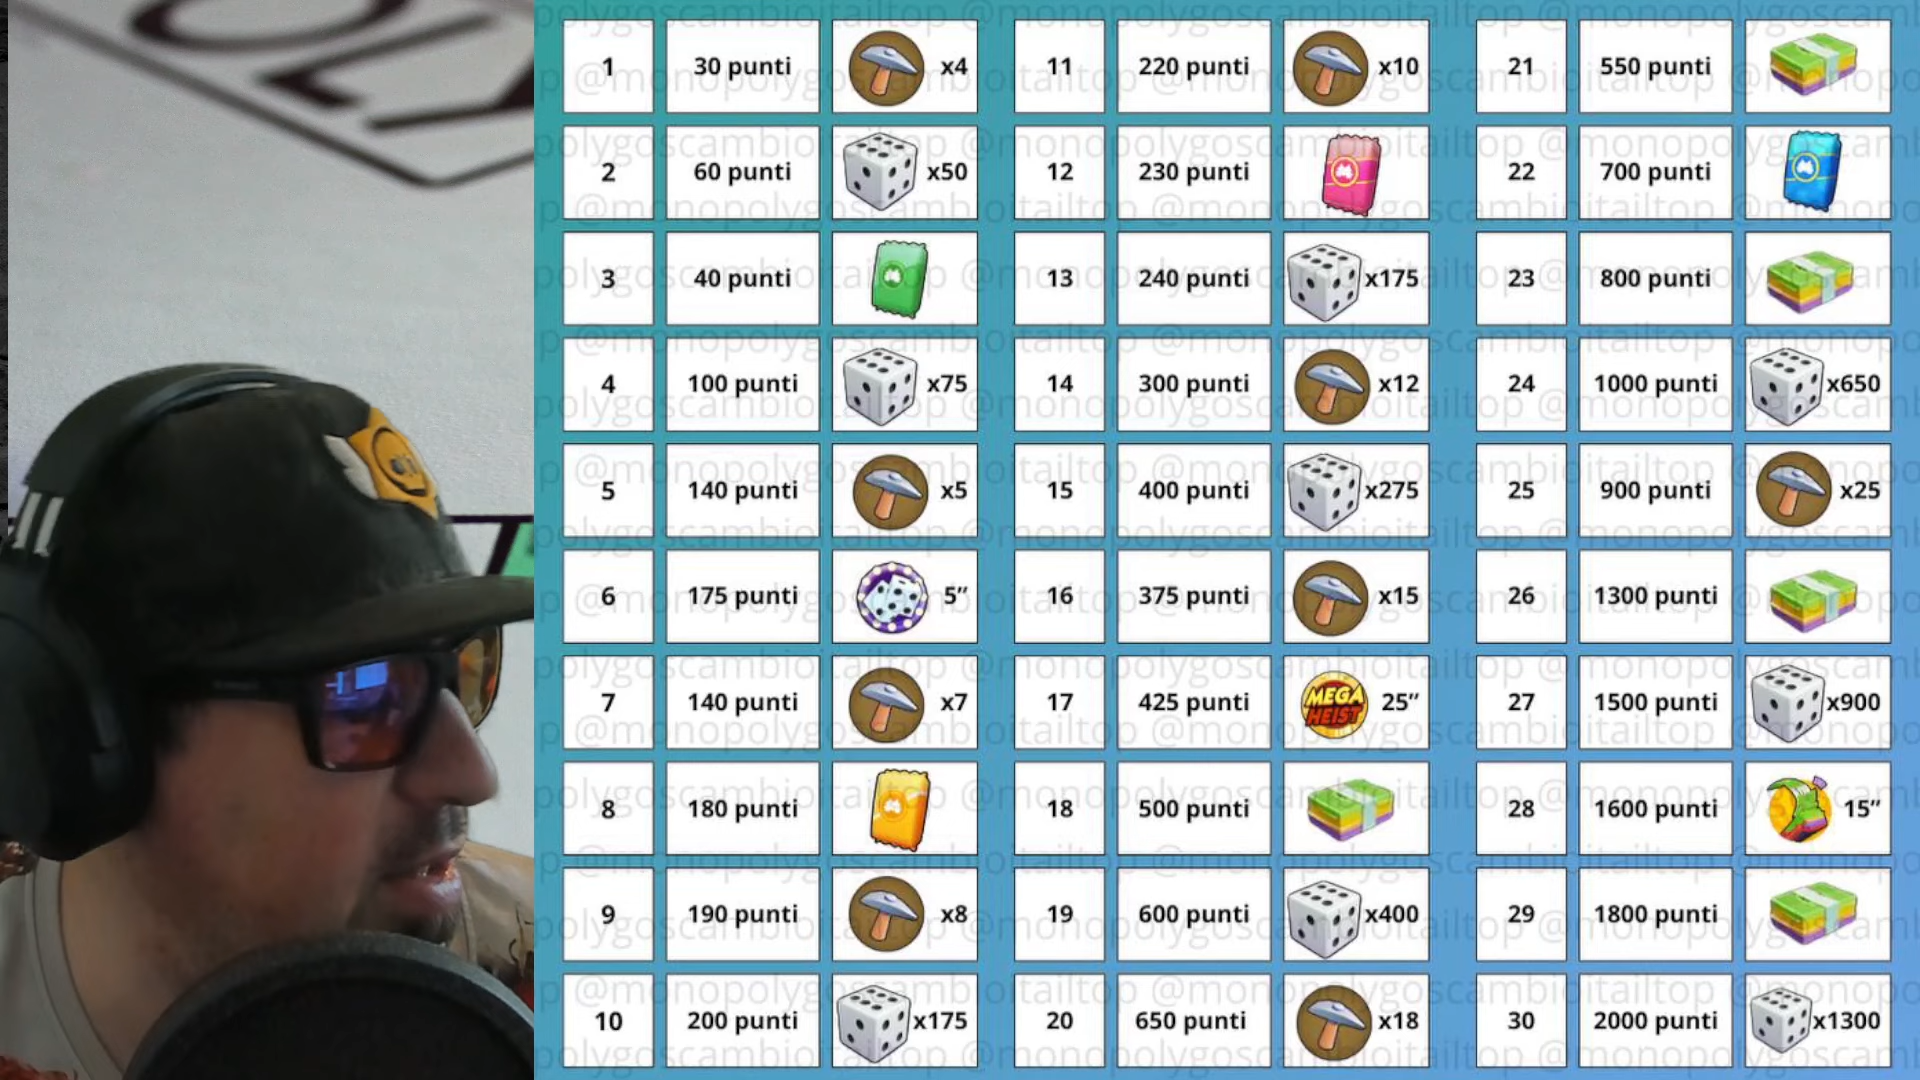 OLY
1 30 punti x4
2 60 punti x50
3 40 punti
4 100 punti x75
5 140 punti x5
6 175 punti 5”
7 140 punti x7
8 180 punti
9 190 punti x8
10 200 punti x175
11 220 punti x10
12 230 punti
13 240 punti x175
14 300 punti x12
15 400 punti x275
16 375 punti x15
17 425 punti MEGA HEIST 25”
18 500 punti
19 600 punti x400
20 650 punti x18
21 550 punti
22 700 punti
23 800 punti
24 1000 punti x650
25 900 punti x25
26 1300 punti
27 1500 punti x900
28 1600 punti 15”
29 1800 punti
30 2000 punti x1300
@monopolygoscambioitailtop